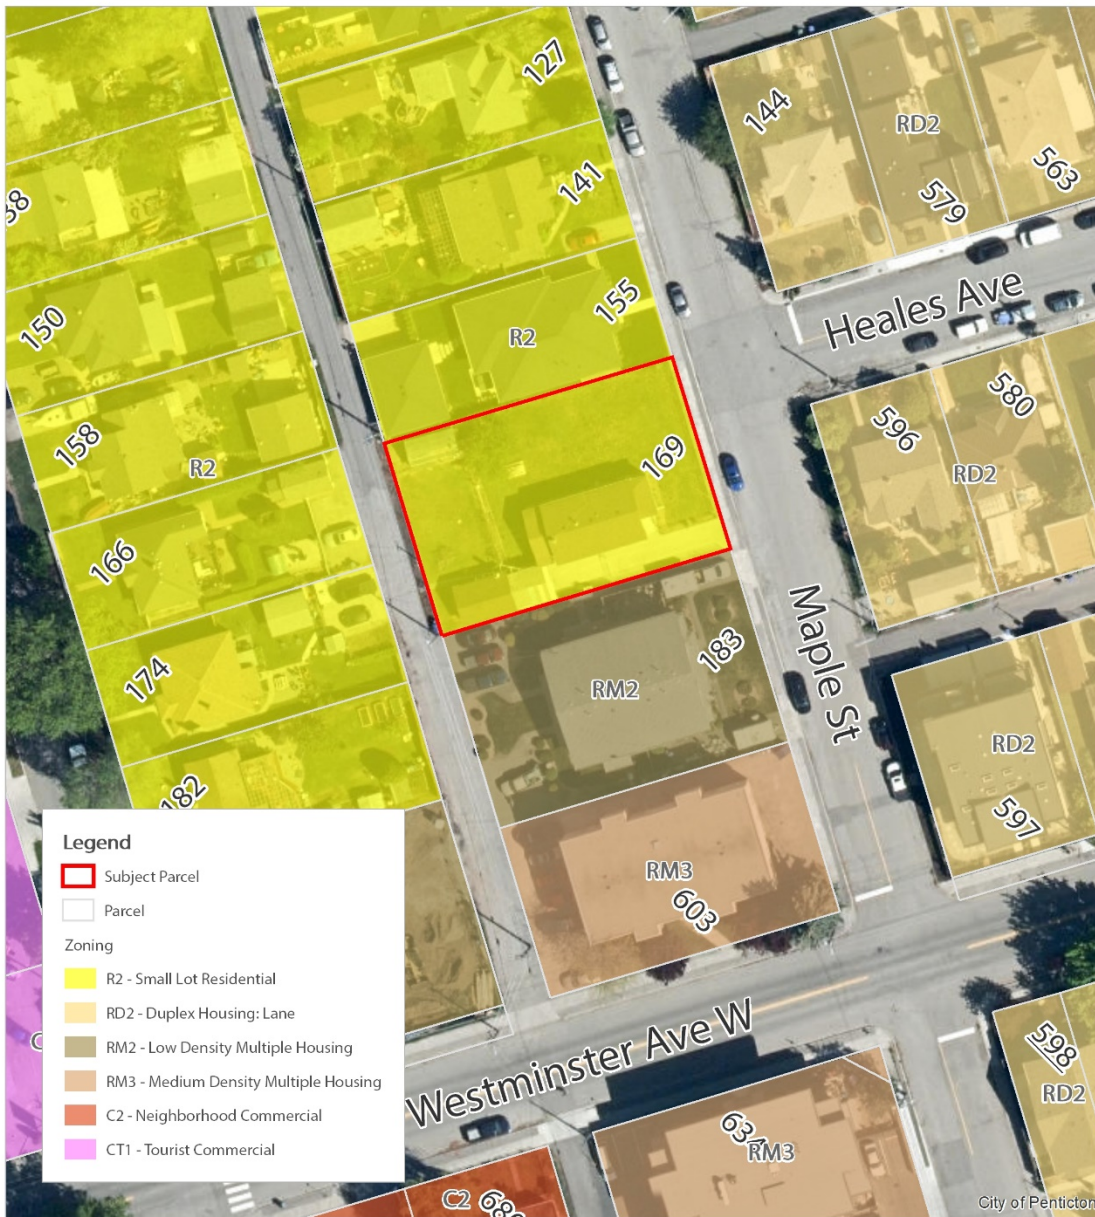 127
144
RD2
579
563
38
141
150
155
R2
Heales Ave
158
R2
169
596
580
RD2
166
174
183
RM2
Maple St
RD2
597
182
RM3
603
Legend
Subject Parcel
Parcel
Zoning
R2 - Small Lot Residential
RD2 - Duplex Housing: Lane
RM2 - Low Density Multiple Housing
RM3 - Medium Density Multiple Housing
C2 - Neighborhood Commercial
CT1 - Tourist Commercial
Westminster Ave W
598
RD2
634
RM3
C2
City of Penticton